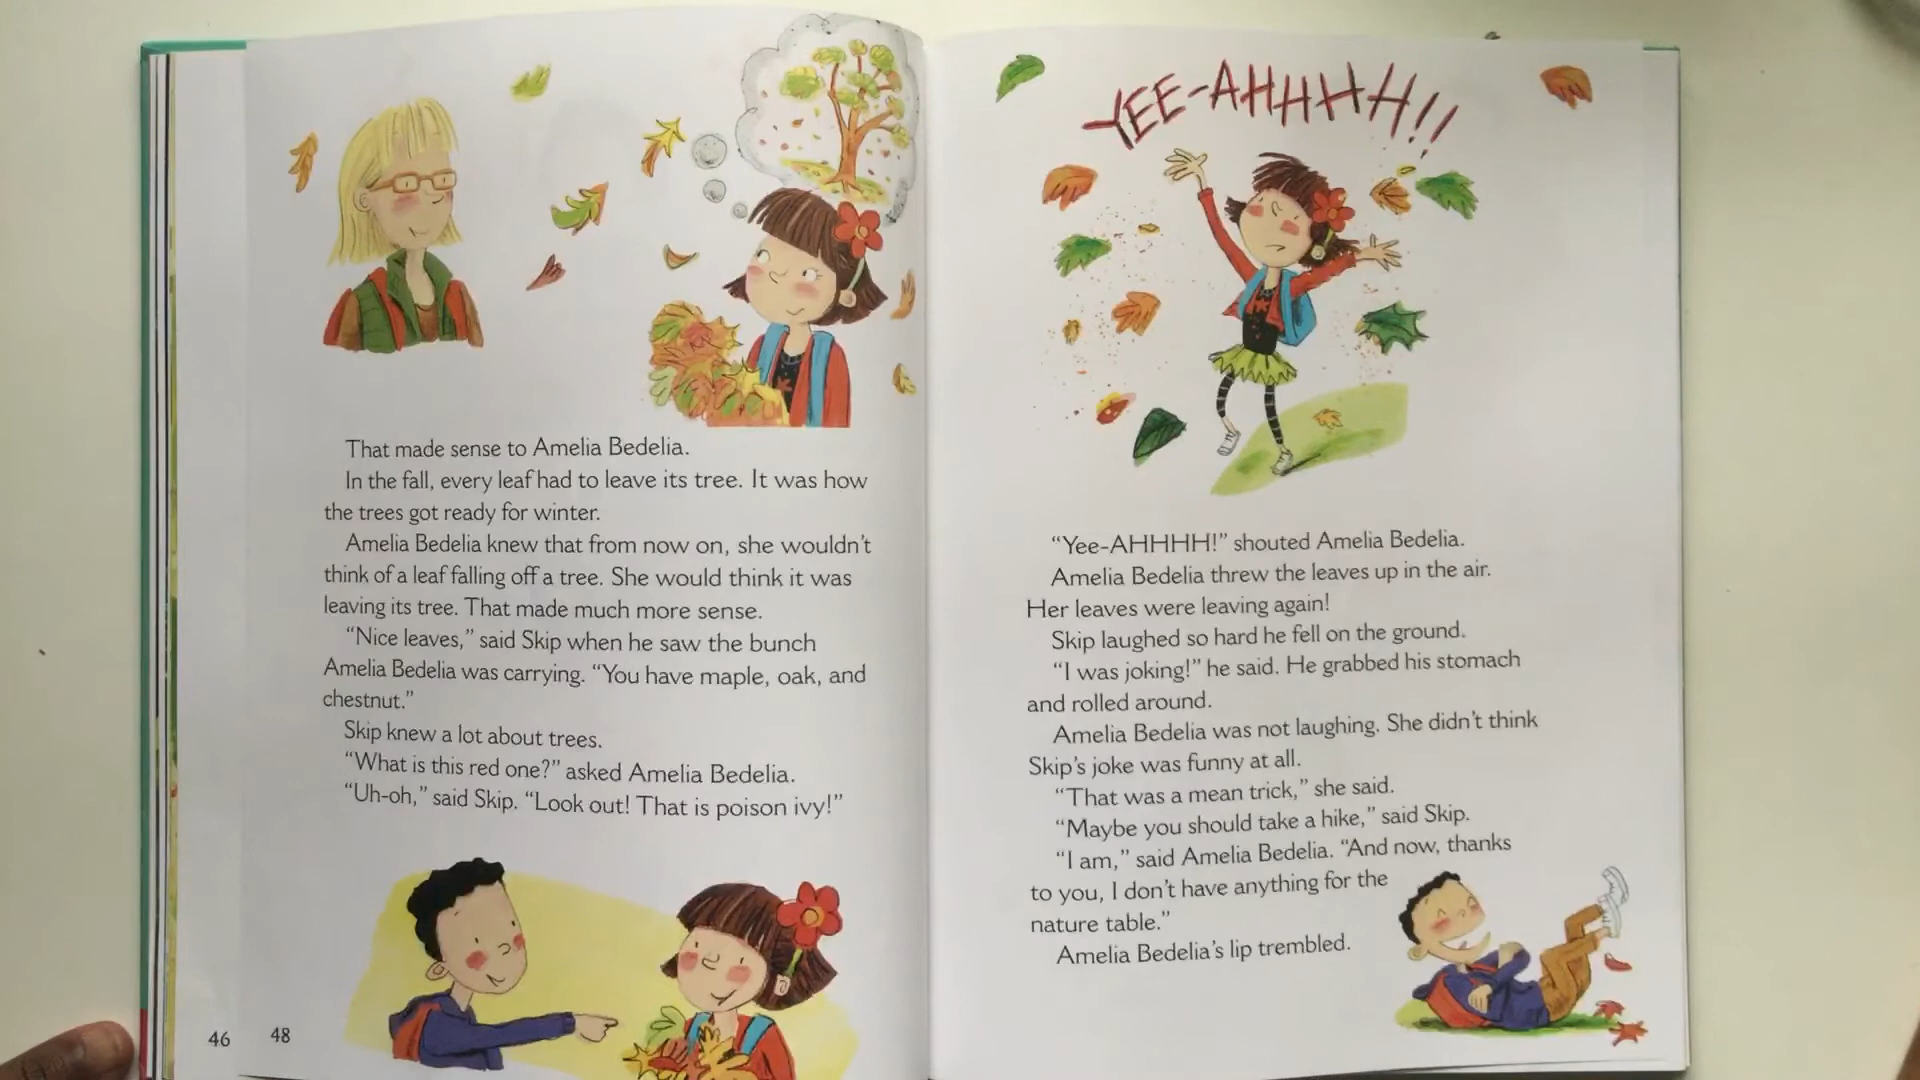 That made sense to Amelia Bedelia.
In the fall, every leaf had to leave its tree. It was how
the trees got ready for winter.
Amelia Bedelia knew that from now on, she wouldn't
think of a leaf falling off a tree. She would think it was
leaving its tree. That made much more sense.
“Nice leaves,” said Skip when he saw the bunch
Amelia Bedelia was carrying. “You have maple, oak, and
chestnut.”
Skip knew a lot about trees.
“What is this red one?” asked Amelia Bedelia.
“Uh-oh,” said Skip. “Look out! That is poison ivy!”
46
48
YEE-AHHHH!!
“Yee-AHHHH!” shouted Amelia Bedelia.
Amelia Bedelia threw the leaves up in the air.
Her leaves were leaving again!
Skip laughed so hard he fell on the ground.
“I was joking!” he said. He grabbed his stomach
and rolled around.
Amelia Bedelia was not laughing. She didn't think
Skip's joke was funny at all.
“That was a mean trick,” she said.
“Maybe you should take a hike,” said Skip.
“I am,” said Amelia Bedelia. “And now, thanks
to you, I don't have anything for the
nature table.”
Amelia Bedelia's lip trembled.